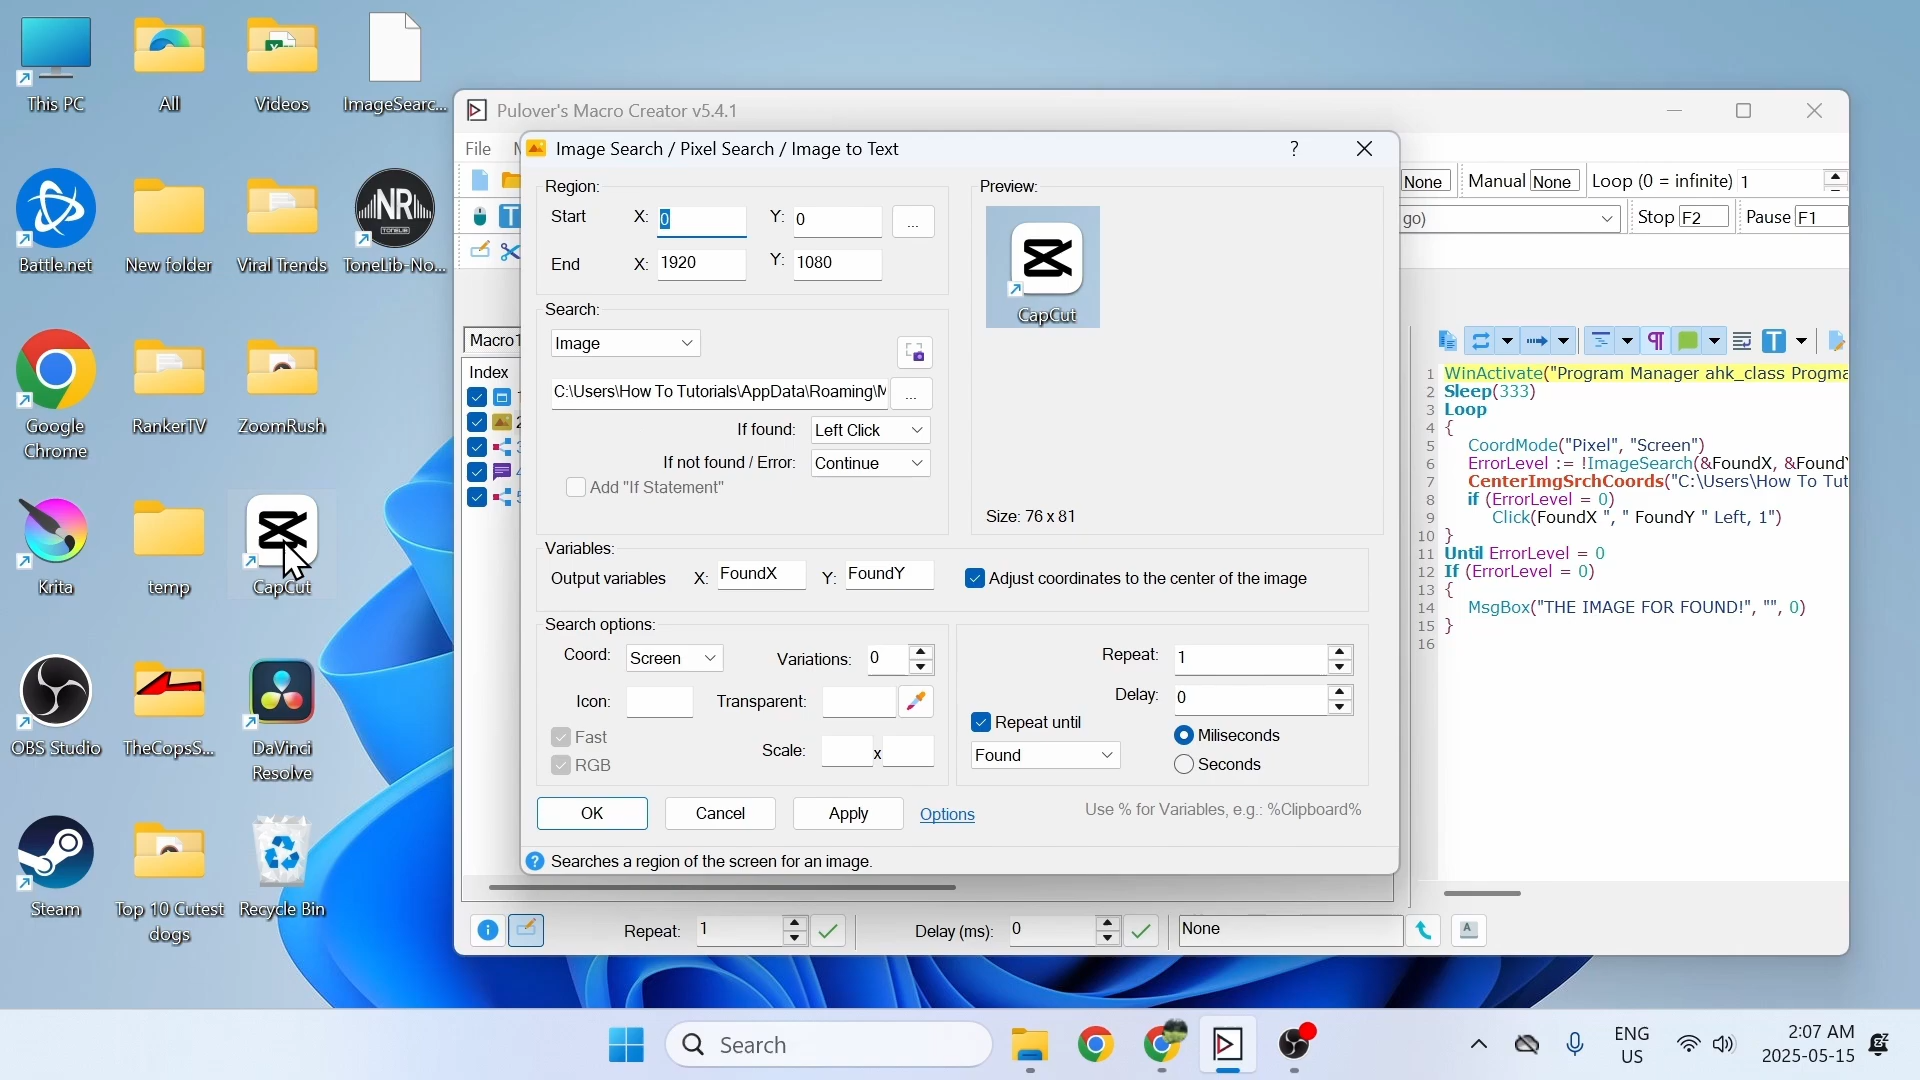 This PC
All
Videos
ImageSearc...
Battle.net
New folder
Viral Trends
ToneLib-No...
NR
TONELIB
Google
Chrome
RankerTV
ZoomRush
Krita
temp
CapCut
OBS Studio
TheCopsS...
DaVinci
Resolve
Steam
Top 10 Cutest
dogs
Recycle Bin
Pulover's Macro Creator v5.4.1
File
None
Manual None
Loop (0 = infinite) 1
go)
Stop F2
Pause F1
Macro1
Index
Image Search / Pixel Search / Image to Text
?
Region:
Start X: 0 Y: 0 ...
End X: 1920 Y: 1080
Search:
Image
C:\Users\How To Tutorials\AppData\Roaming\M
...
If found: Left Click
If not found / Error: Continue
Add "If Statement"
Preview:
CapCut
Size: 76 x 81
Variables:
Output variables X: FoundX Y: FoundY
Adjust coordinates to the center of the image
Search options:
Coord: Screen Variations: 0
Icon: Transparent:
Fast
RGB
Scale: x
Repeat: 1
Delay: 0
Repeat until
Found
Miliseconds
Seconds
OK Cancel Apply Options
Use % for Variables, e.g.: %Clipboard%
Searches a region of the screen for an image.
1 WinActivate("Program Manager ahk_class Progma
2 Sleep(333)
3 Loop
4 {
5 CoordMode("Pixel", "Screen")
6 ErrorLevel := !ImageSearch(&FoundX, &FoundY
7 CenterImgSrchCoords("C:\Users\How To Tut
8 if (ErrorLevel = 0)
9 Click(FoundX ", " FoundY " Left, 1")
10 }
11 Until ErrorLevel = 0
12 If (ErrorLevel = 0)
13 {
14 MsgBox("THE IMAGE FOR FOUND!", "", 0)
15 }
16
Repeat: 1
Delay (ms): 0
None
Search
ENG
US
2:07 AM
2025-05-15